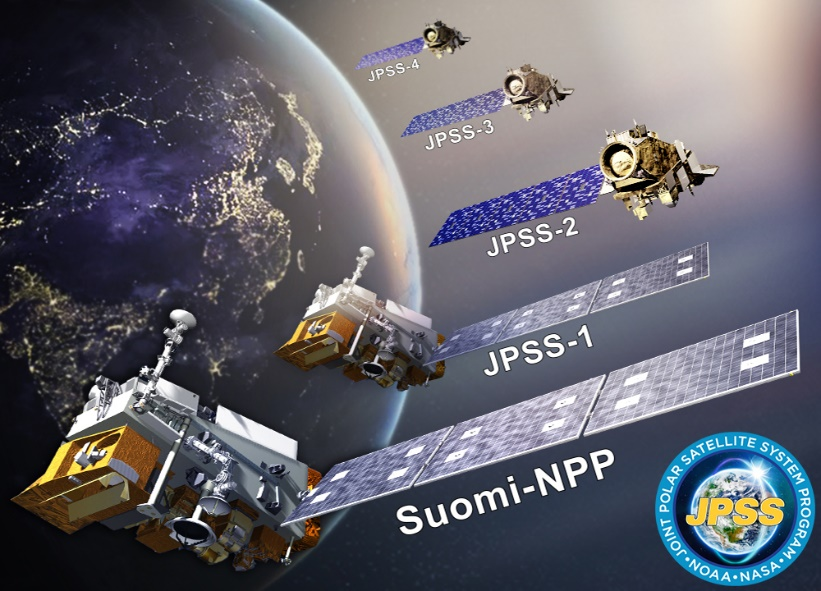 JPSS-4
JPSS-3
JPSS-2
JPSS-1
Suomi-NPP
JOINT POLAR SATELLITE SYSTEM PROGRAM
JPSS
•NOAA•NASA•